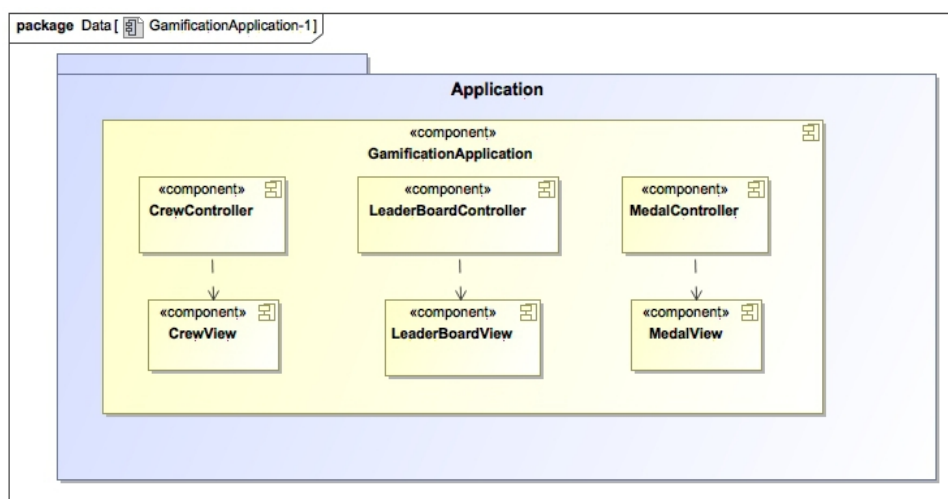 package Data [ GamificationApplication-1]
Application
«component»
GamificationApplication
«component» «component» «component»
CrewController LeaderBoardController MedalController
«component» «component» «component»
CrewView LeaderBoardView MedalView